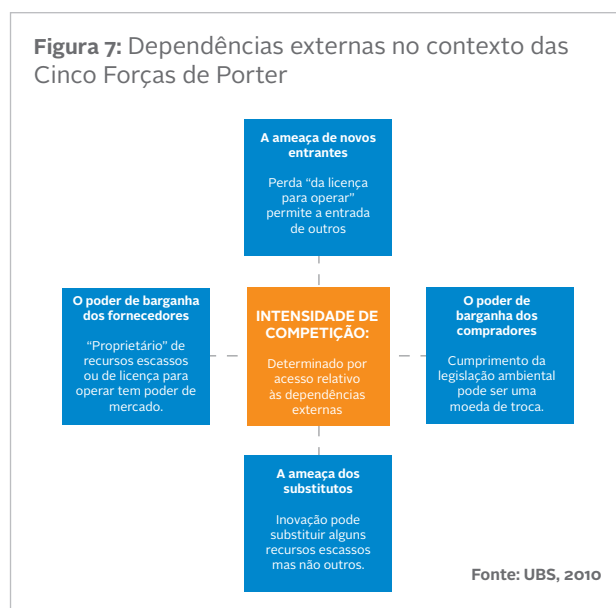 Figura 7: Dependências externas no contexto das
Cinco Forças de Porter
A ameaça de novos
entrantes
Perda “da licença
para operar”
permite a entrada
de outros
O poder de barganha
dos fornecedores
“Proprietário” de
recursos escassos
ou de licença para
operar tem poder de
mercado.
INTENSIDADE DE
COMPETIÇÃO:
Determinado por
acesso relativo
às dependências
externas
O poder de
barganha dos
compradores
Cumprimento da
legislação ambiental
pode ser uma
moeda de troca.
A ameaça dos
substitutos
Inovação pode
substituir alguns
recursos escassos
mas não outros.
Fonte: UBS, 2010